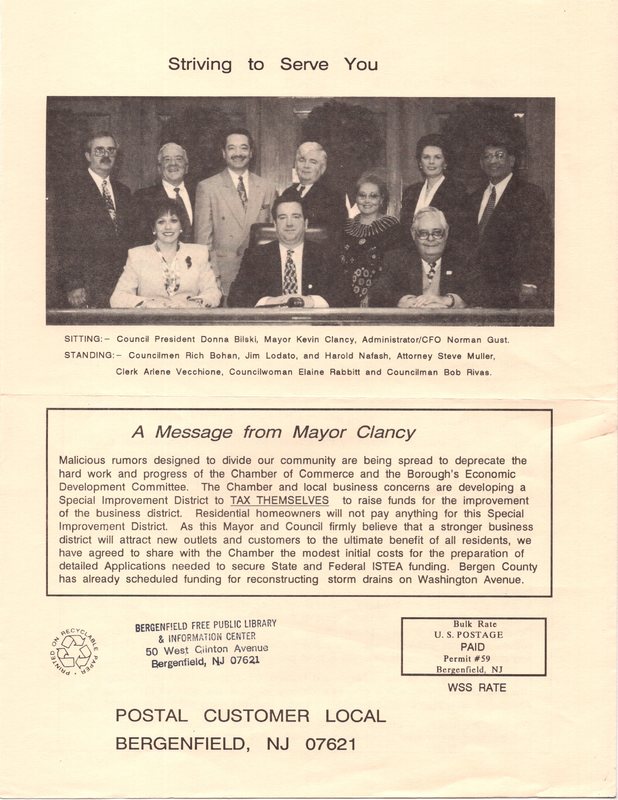 Striving to Serve You
SITTING:- Council President Donna Bilski, Mayor Kevin Clancy, Administrator/CFO Norman Gust.
STANDING:- Councilmen Rich Bohan, Jim Lodato, and Harold Nafash, Attorney Steve Muller,
Clerk Arlene Vecchione, Councilwoman Elaine Rabbitt and Councilman Bob Rivas.
A Message from Mayor Clancy
Malicious rumors designed to divide our community are being spread to deprecate the
hard work and progress of the Chamber of Commerce and the Borough's Economic
Development Committee. The Chamber and local business concerns are developing a
Special Improvement District to TAX THEMSELVES to raise funds for the improvement
of the business district. Residential homeowners will not pay anything for this Special
Improvement District. As this Mayor and Council firmly believe that a stronger business
district will attract new outlets and customers to the ultimate benefit of all residents, we
have agreed to share with the Chamber the modest initial costs for the preparation of
detailed Applications needed to secure State and Federal ISTEA funding. Bergen County
has already scheduled funding for reconstructing storm drains on Washington Avenue.
PRINTED ON RECYCLABLE PAPER
BERGENFIELD FREE PUBLIC LIBRARY
& INFORMATION CENTER
50 West Clinton Avenue
Bergenfield, NJ 07621
Bulk Rate
U.S. POSTAGE
PAID
Permit #59
Bergenfield, NJ
WSS RATE
POSTAL CUSTOMER LOCAL
BERGENFIELD, NJ 07621